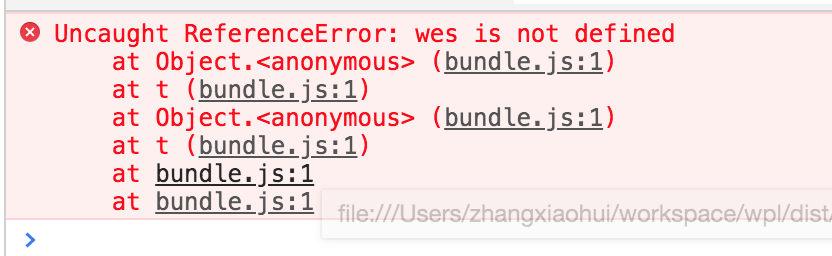 Uncaught ReferenceError: wes is not defined
at Object.<anonymous> (bundle.js:1)
at t (bundle.js:1)
at Object.<anonymous> (bundle.js:1)
at t (bundle.js:1)
at bundle.js:1
at bundle.js:1
file:///Users/zhangxiaohui/workspace/wpl/dist/
>